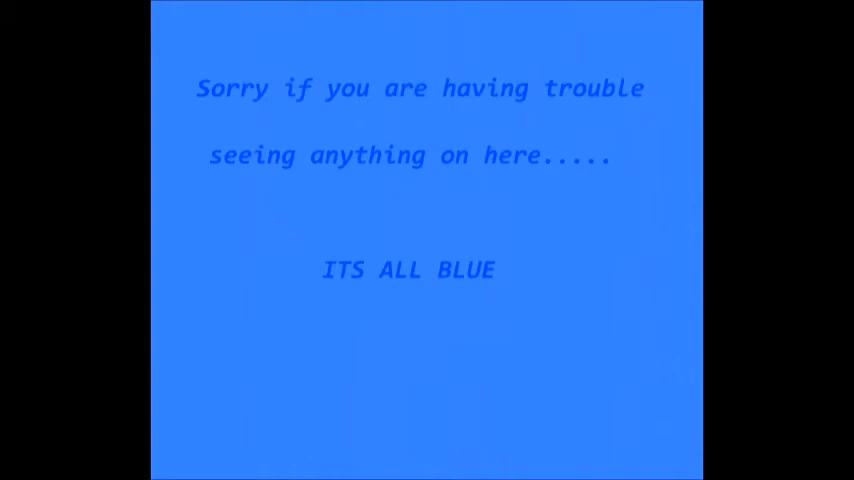 Sorry if you are having trouble
seeing anything on here.....
ITS ALL BLUE